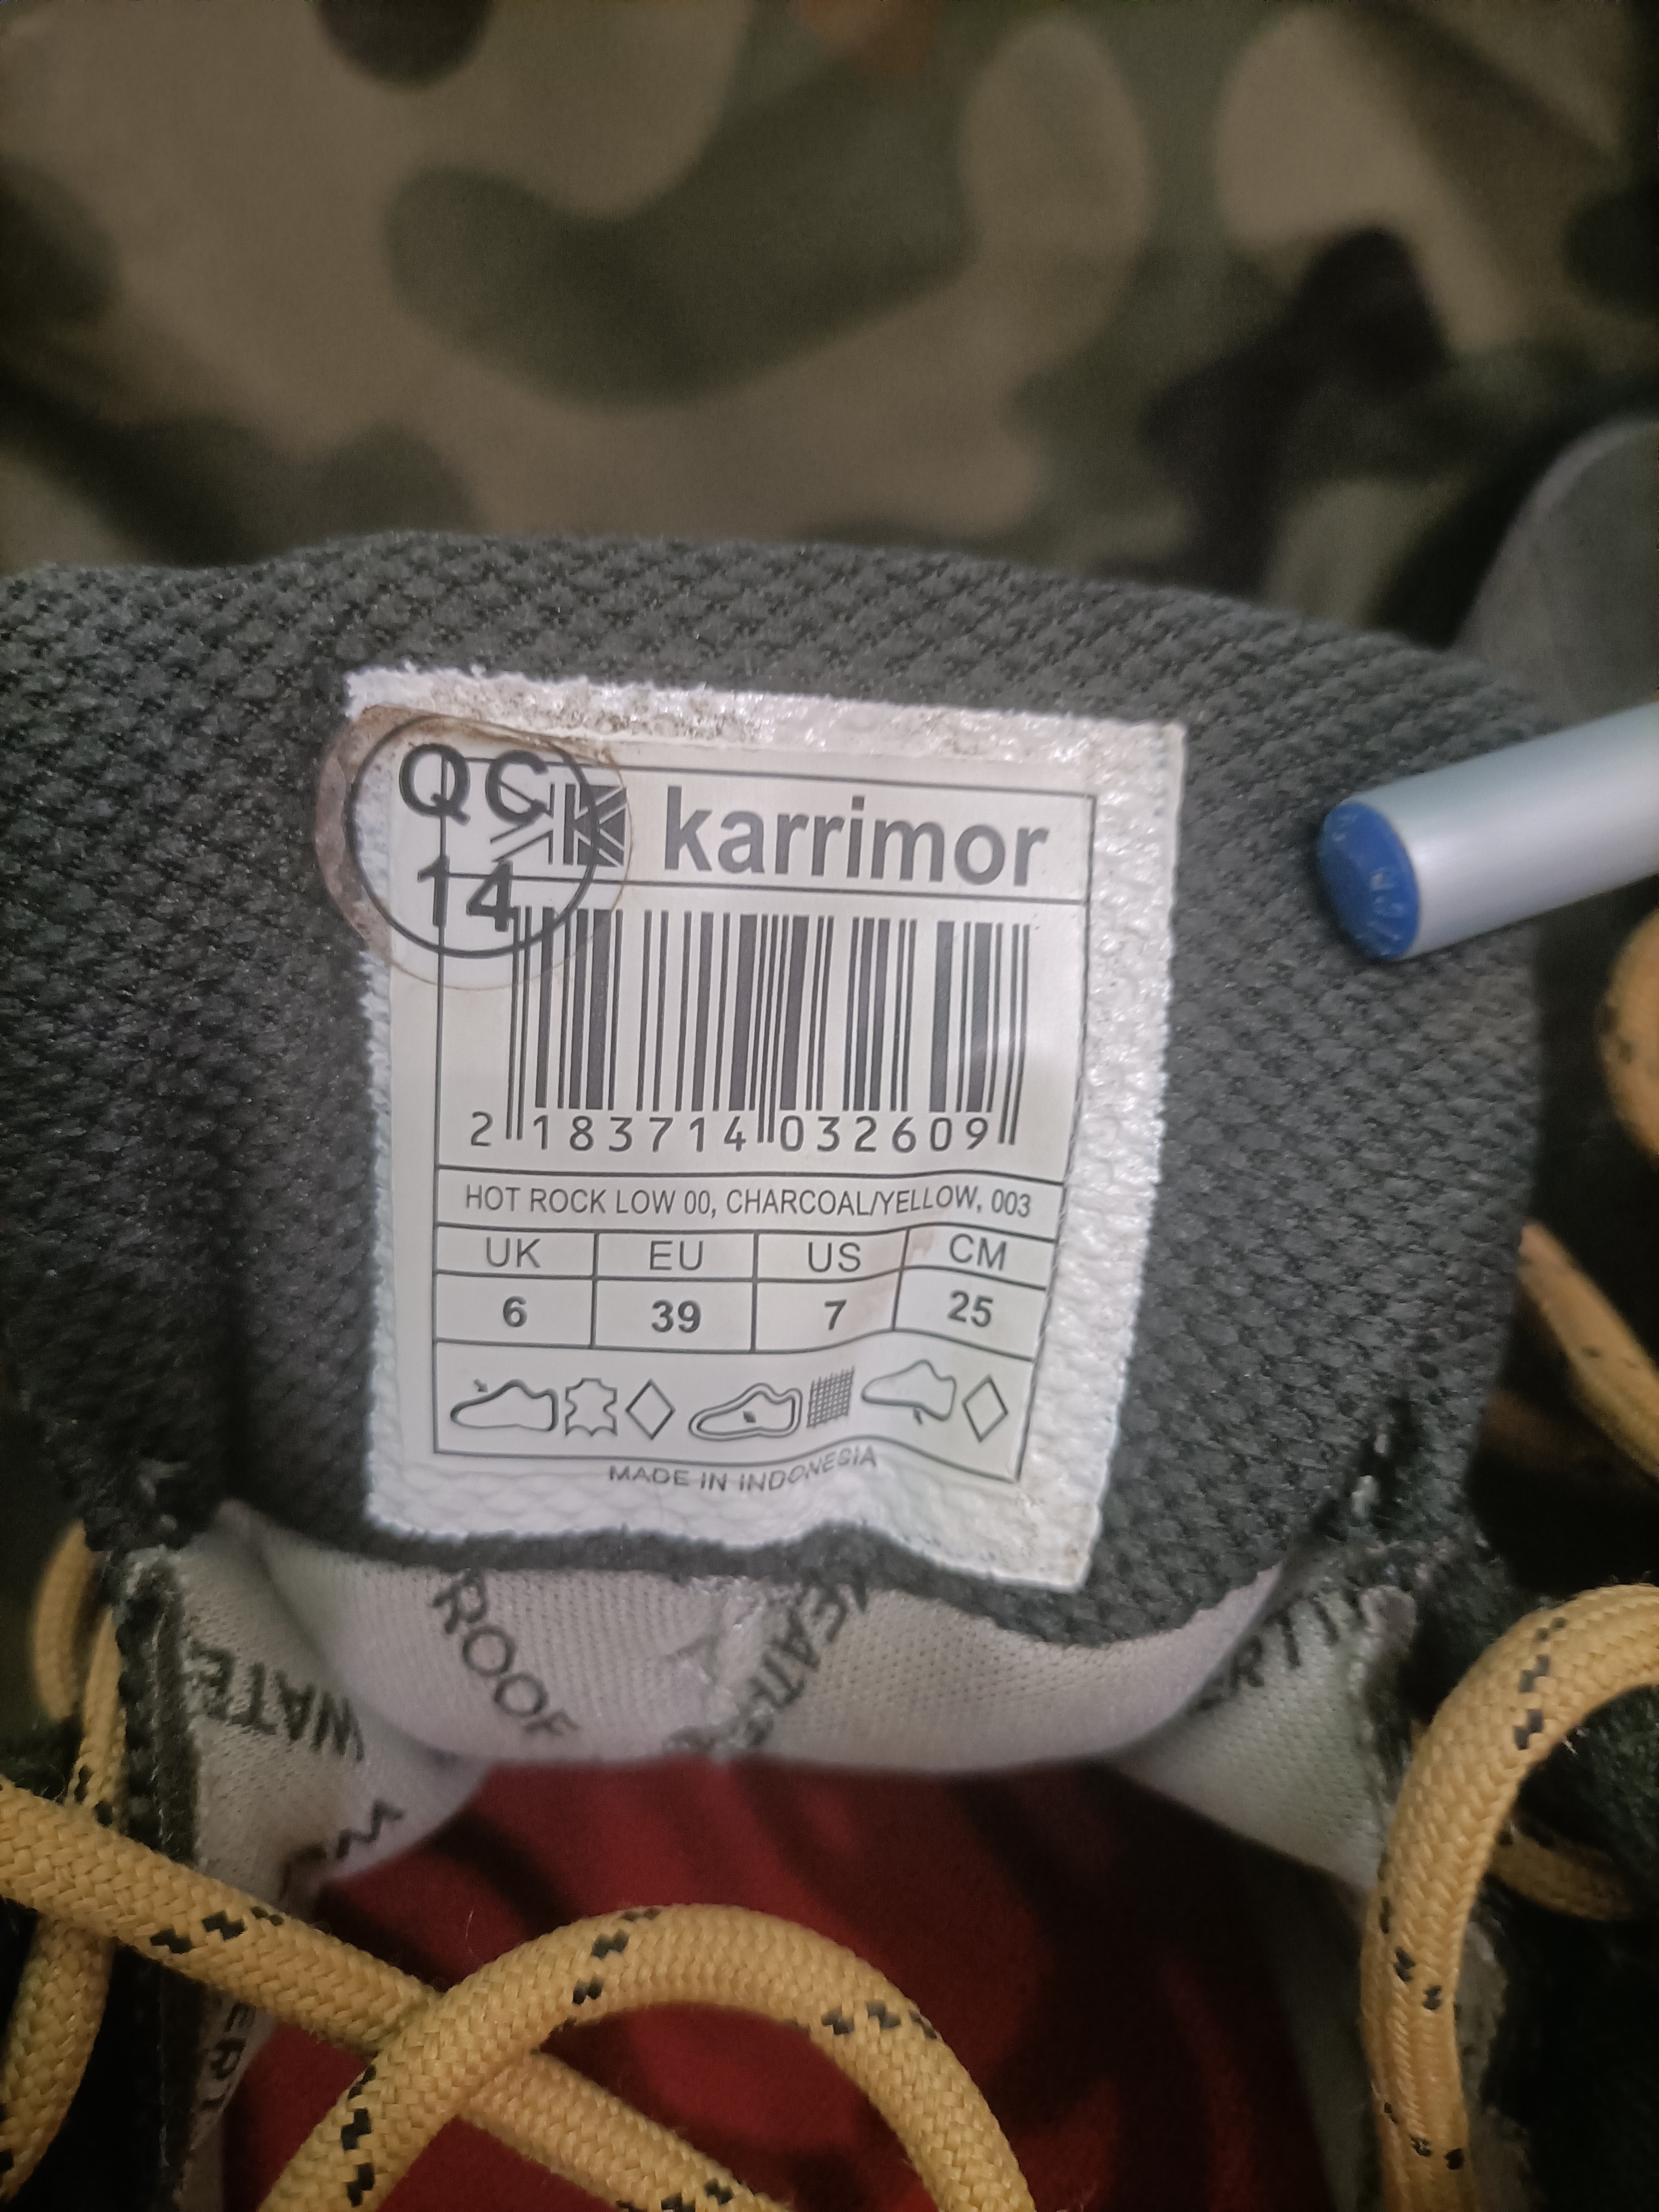 QC
14
karrimor
2 183714 032609
HOT ROCK LOW 00, CHARCOAL/YELLOW, 003
UK EU US CM
6 39 7 25
MADE IN INDONESIA